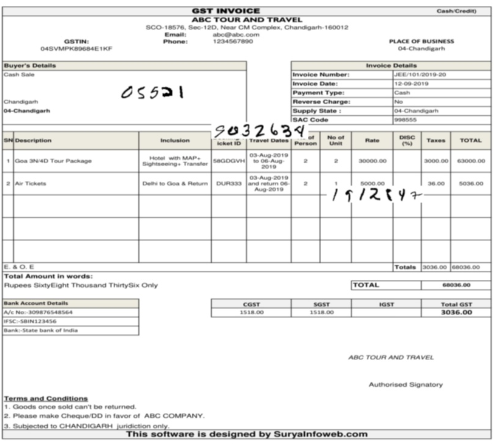 GST INVOICE Cash/Credit)
ABC TOUR AND TRAVEL
SCO-18576, Sec-12D, Near CM Complex, Chandigarh-160012
Email: abc@abc.com
GSTIN: Phone: 1234567890 PLACE OF BUSINESS
04SVMPK89684E1KF 04-Chandigarh
Buyer's Details Invoice Details
Cash Sale Invoice Number: JEE/101/2019-20
Invoice Date: 12-09-2019
05521
Payment Type: Cash
Chandigarh Reverse Charge: No
04-Chandigarh Supply State : 04-Chandigarh
SAC Code 998555
9032634
SN Description Inclusion icket ID Travel Dates of Person No of Unit Rate DISC (%) Taxes TOTAL
1 Goa 3N/4D Tour Package Hotel with MAP+ Sightseeing+ Transfer 58GDGVH 03-Aug-2019 to 06-Aug-2019 2 2 30000.00 3000.00 63000.00
2 Air Tickets Delhi to Goa & Return DUR333 03-Aug-2019 and return 06-Aug-2019 2 1 5000.00 36.00 5036.00
E. & O. E Totals 3036.00 68036.00
Total Amount in words:
Rupees SixtyEight Thousand ThirtySix Only TOTAL 68036.00
Bank Account Details CGST SGST IGST Total GST
A/c No:-309876548564 1518.00 1518.00 3036.00
IFSC:-SBIN123456
Bank:-State bank of India
ABC TOUR AND TRAVEL
Authorised Signatory
Terms and Conditions
1. Goods once sold can't be returned.
2. Please make Cheque/DD in favor of ABC COMPANY.
3. Subjected to CHANDIGARH juridiction only.
This software is designed by SuryaInfoweb.com